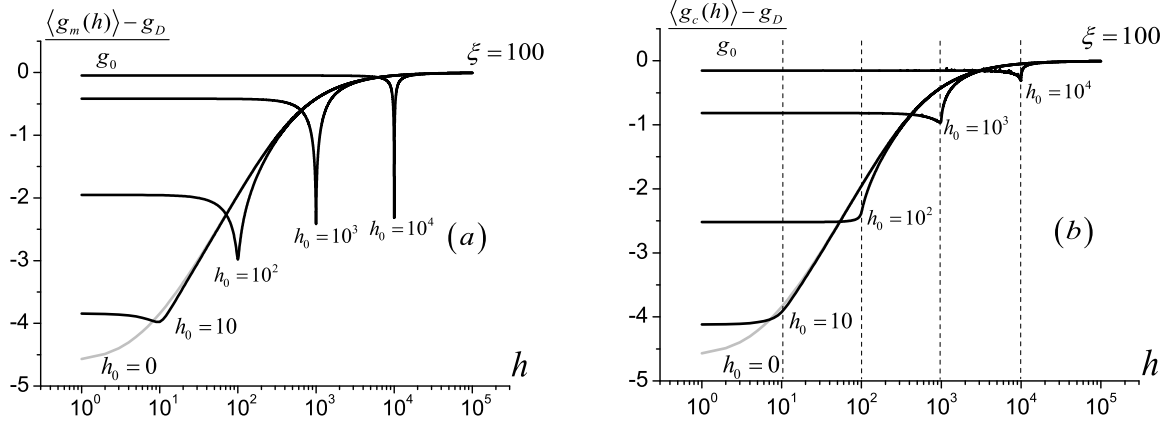 ⟨g_m(h)⟩ − g_D
g_0
ξ = 100
0
-1
-2
-3
-4
-5
h_0 = 10^4
h_0 = 10^3
h_0 = 10^2
h_0 = 10
h_0 = 0
(a)
h
10^0 10^1 10^2 10^3 10^4 10^5
⟨g_c(h)⟩ − g_D
g_0
ξ = 100
0
-1
-2
-3
-4
-5
h_0 = 10^4
h_0 = 10^3
h_0 = 10^2
h_0 = 10
h_0 = 0
(b)
h
10^0 10^1 10^2 10^3 10^4 10^5